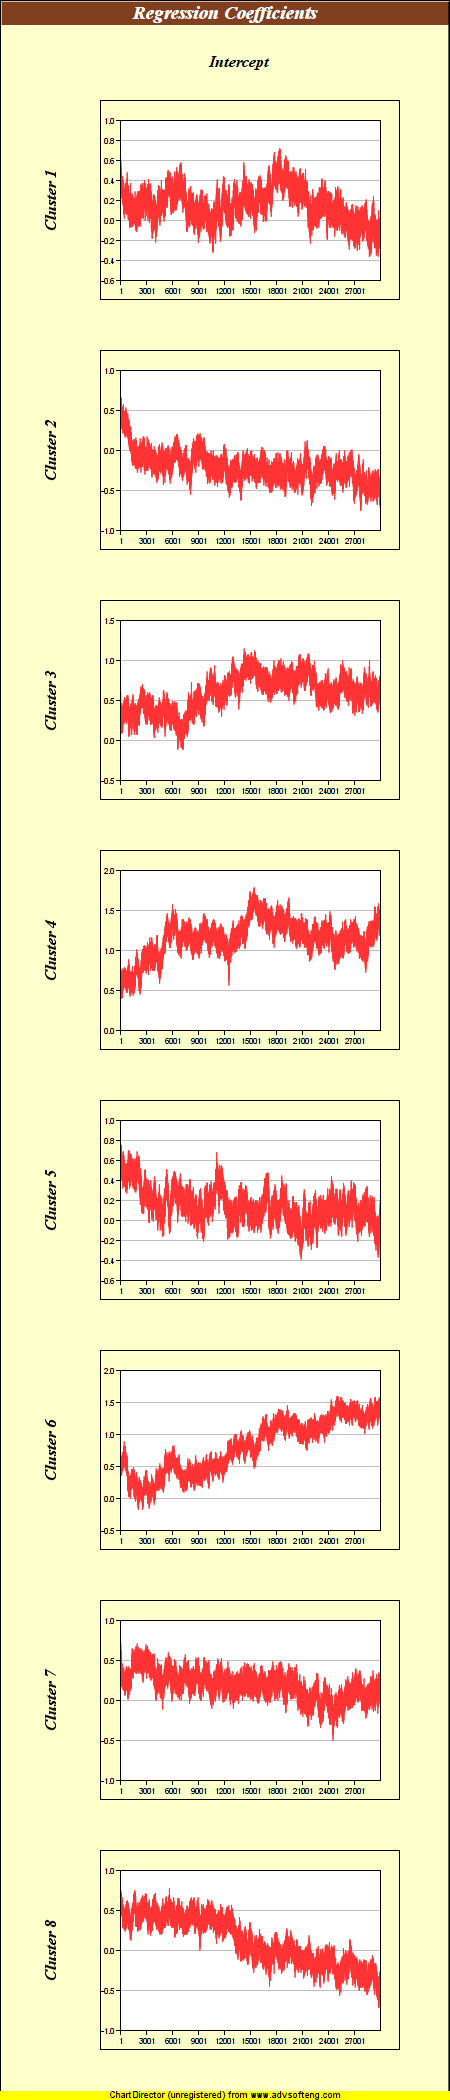 Regression Coefficients
Intercept
Cluster 1
1.0
0.8
0.6
0.4
0.2
0.0
-0.2
-0.4
-0.6
1 3001 6001 9001 12001 15001 18001 21001 24001 27001
Cluster 2
1.0
0.5
0.0
-0.5
-1.0
1 3001 6001 9001 12001 15001 18001 21001 24001 27001
Cluster 3
1.5
1.0
0.5
0.0
-0.5
1 3001 6001 9001 12001 15001 18001 21001 24001 27001
Cluster 4
2.0
1.5
1.0
0.5
0.0
1 3001 6001 9001 12001 15001 18001 21001 24001 27001
Cluster 5
1.0
0.8
0.6
0.4
0.2
0.0
-0.2
-0.4
-0.6
1 3001 6001 9001 12001 15001 18001 21001 24001 27001
Cluster 6
2.0
1.5
1.0
0.5
0.0
-0.5
1 3001 6001 9001 12001 15001 18001 21001 24001 27001
Cluster 7
1.0
0.5
0.0
-0.5
-1.0
1 3001 6001 9001 12001 15001 18001 21001 24001 27001
Cluster 8
1.0
0.5
0.0
-0.5
-1.0
1 3001 6001 9001 12001 15001 18001 21001 24001 27001
ChartDirector (unregistered) from www.advsofteng.com